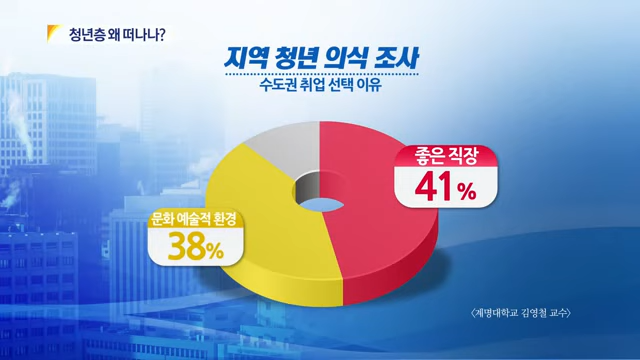 청년층 왜 떠나나?
지역 청년 의식 조사
수도권 취업 선택 이유
좋은 직장
41%
문화 예술적 환경
38%
〈계명대학교 김영철 교수〉